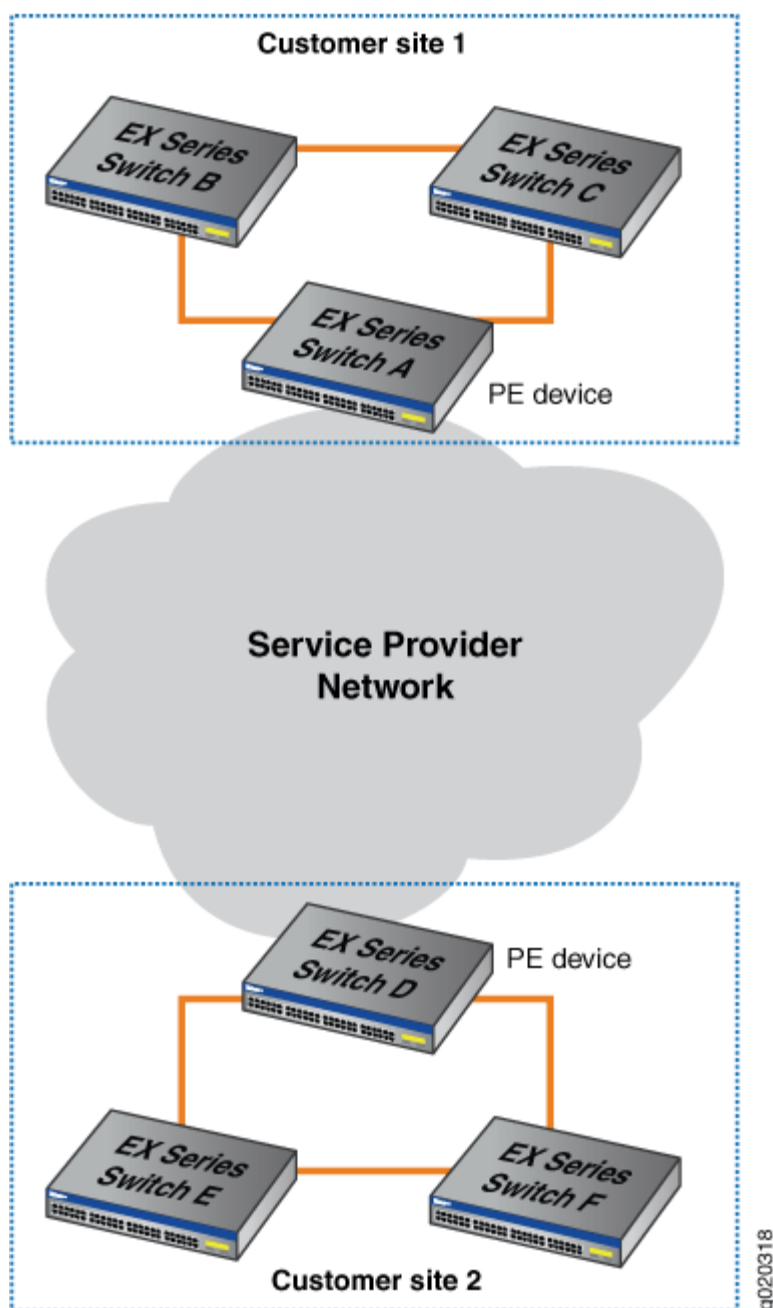 Customer site 1
EX Series
Switch B
EX Series
Switch C
EX Series
Switch A
PE device
Service Provider
Network
EX Series
Switch D
PE device
EX Series
Switch E
EX Series
Switch F
Customer site 2
g020318